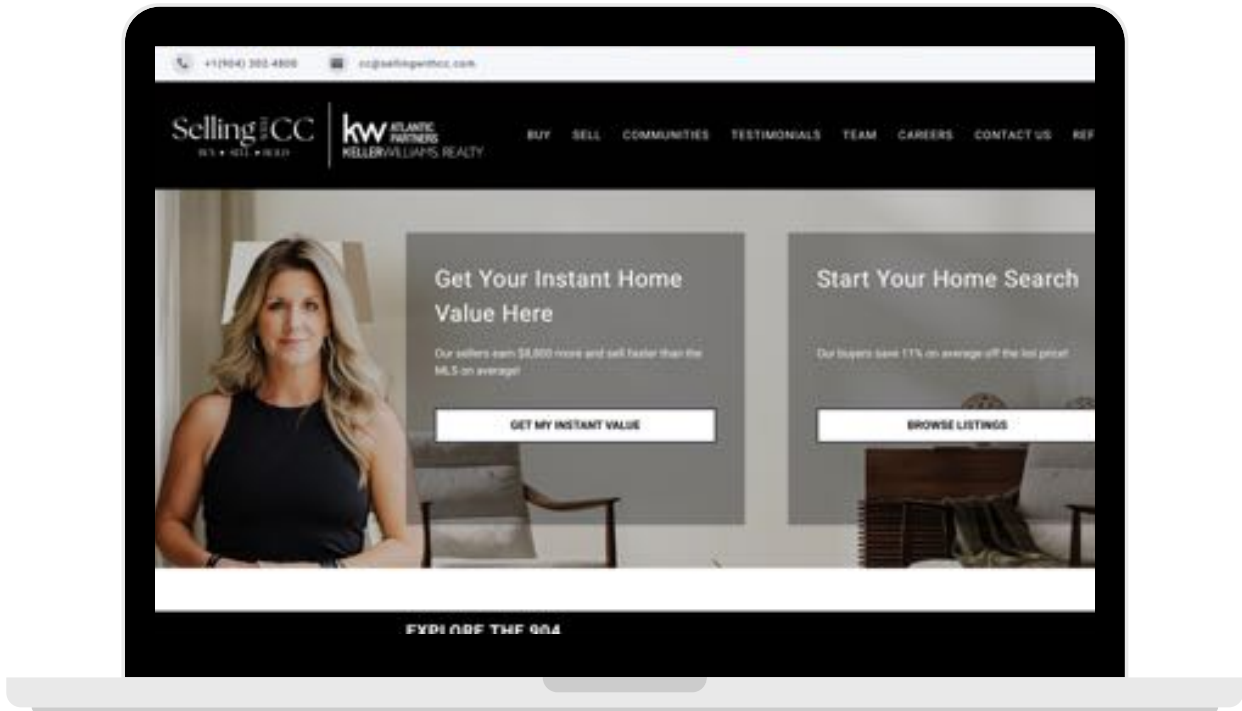 +1(904) 302-4800
cc@sellingwithcc.com
Selling WITH CC
BUY • SELL • BUILD
kw ATLANTIC
PARTNERS
KELLERWILLIAMS. REALTY
BUY SELL COMMUNITIES TESTIMONIALS TEAM CAREERS CONTACT US REF
Get Your Instant Home
Value Here
Our sellers earn $8,800 more and sell faster than the
MLS on average!
GET MY INSTANT VALUE
Start Your Home Search
Our buyers save 11% on average off the list price!
BROWSE LISTINGS
EXPLORE THE 904